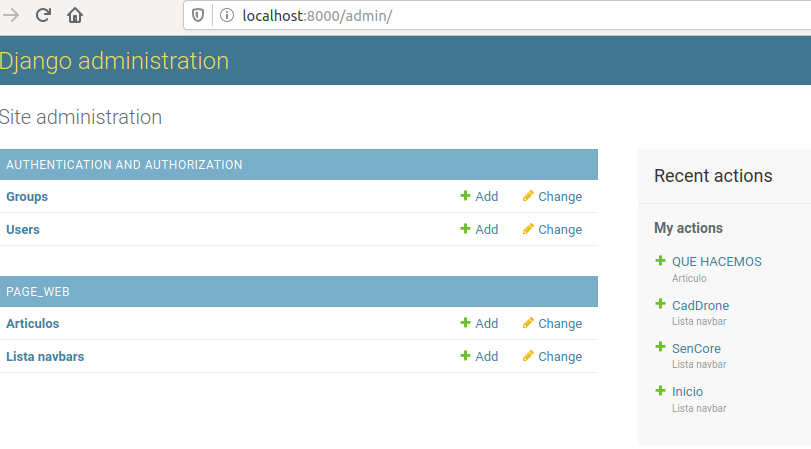 localhost:8000/admin/
Django administration
Site administration
AUTHENTICATION AND AUTHORIZATION
Groups Add Change
Users Add Change
PAGE_WEB
Articulos Add Change
Lista navbars Add Change
Recent actions
My actions
QUE HACEMOS
Articulo
CadDrone
Lista navbar
SenCore
Lista navbar
Inicio
Lista navbar